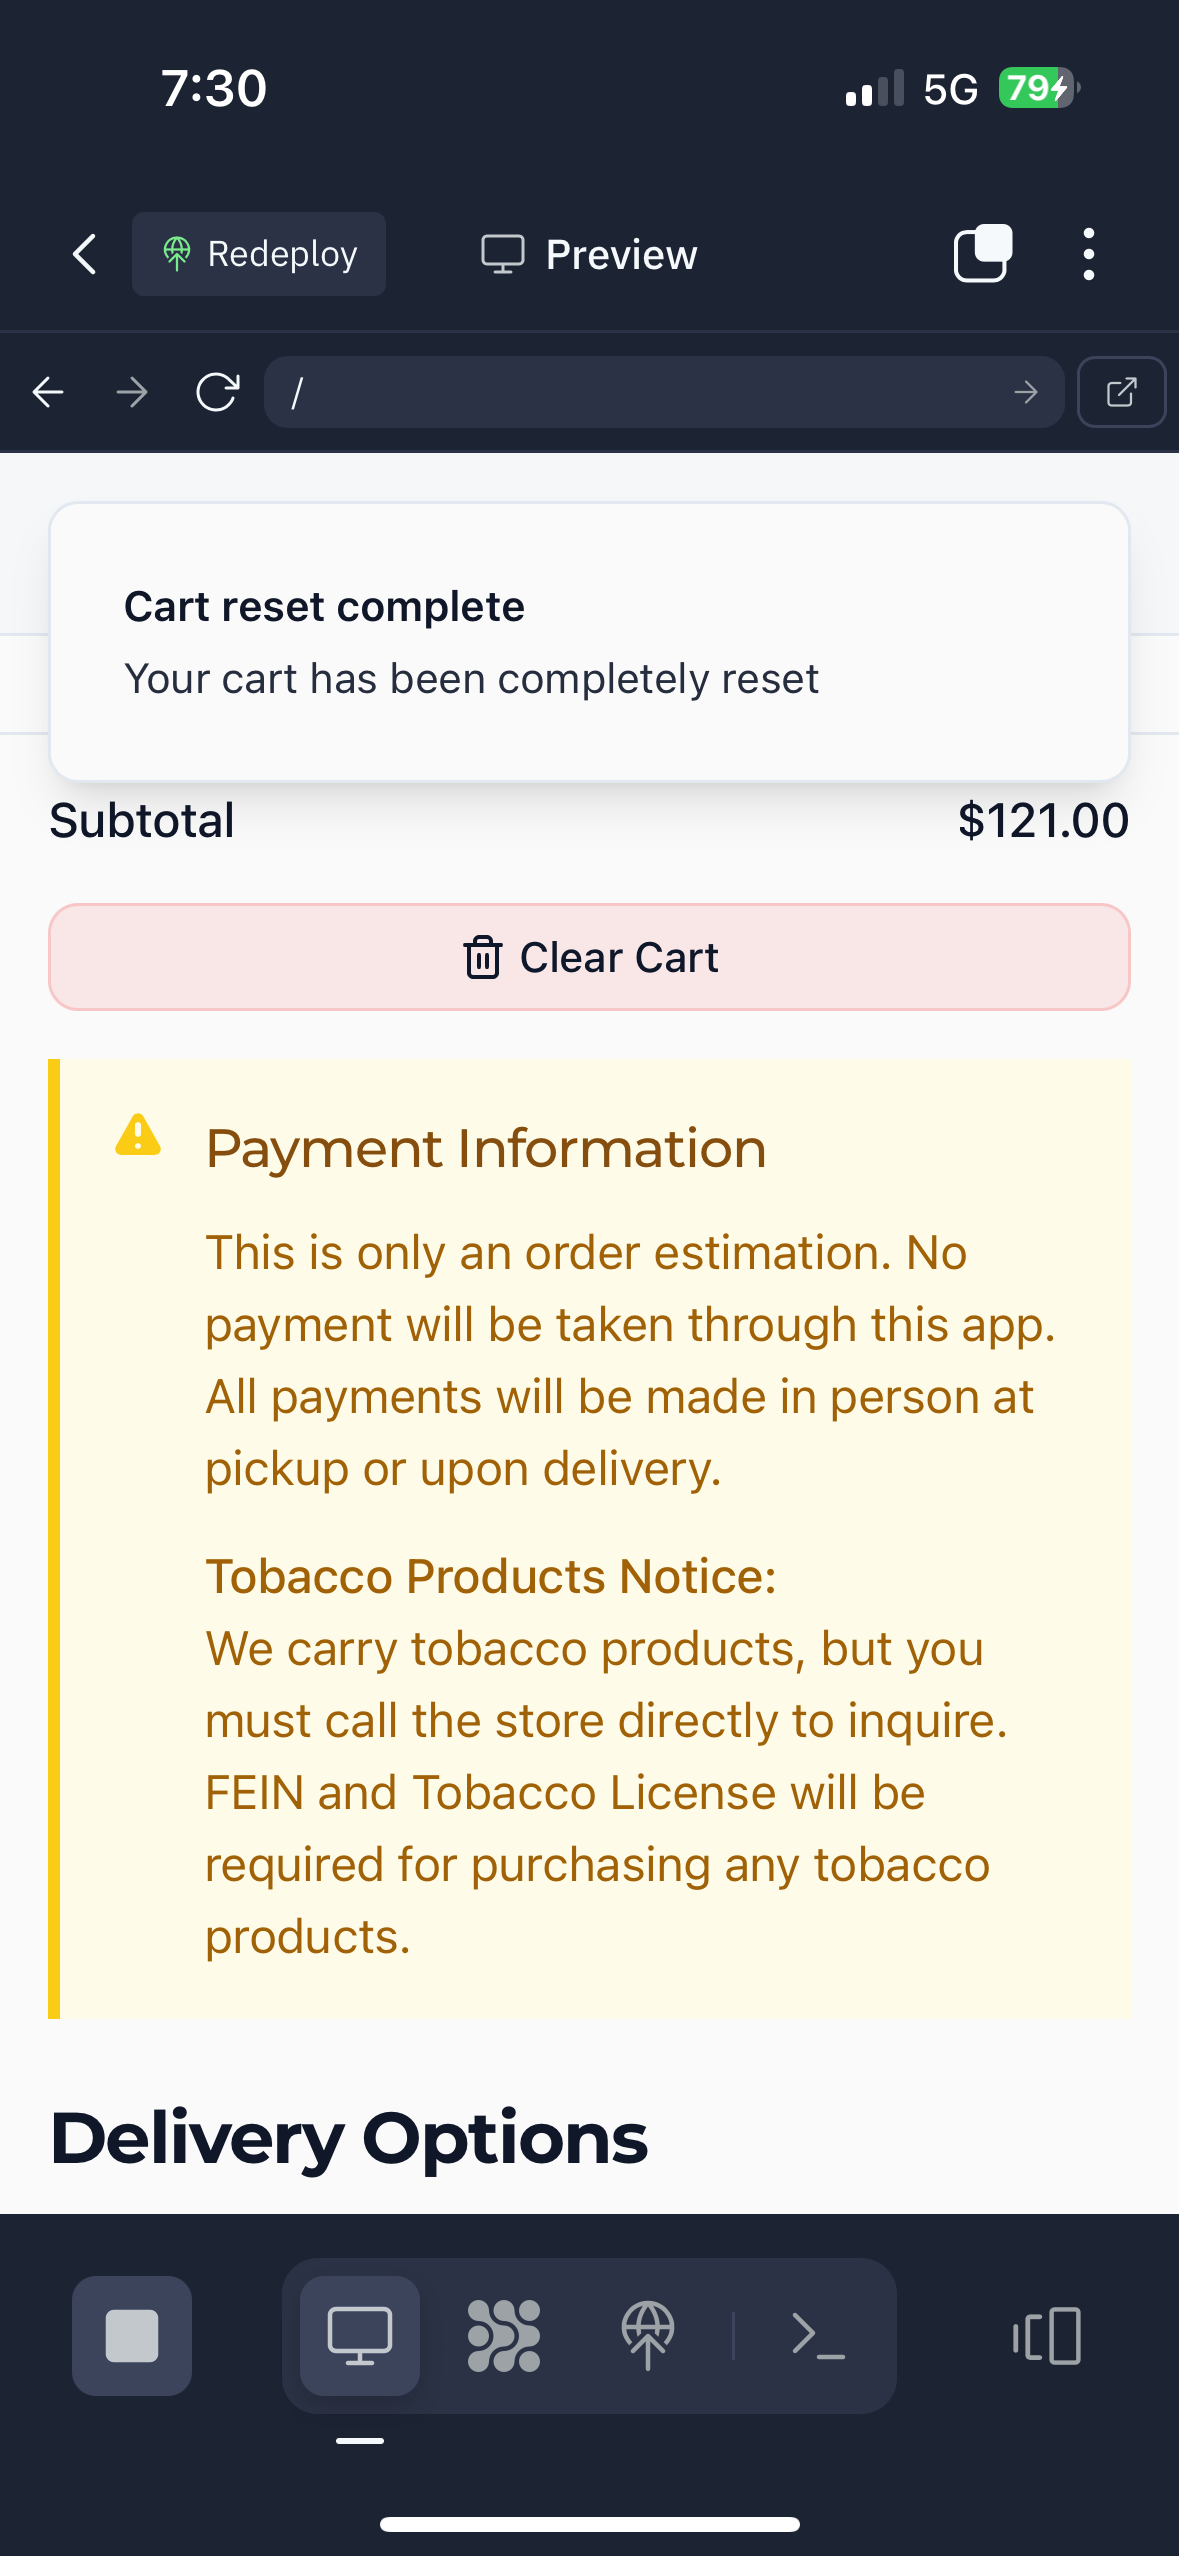 7:30
5G
79
Redeploy
Preview
/
Cart reset complete
Your cart has been completely reset
Subtotal
$121.00
Clear Cart
Payment Information
This is only an order estimation. No
payment will be taken through this app.
All payments will be made in person at
pickup or upon delivery.
Tobacco Products Notice:
We carry tobacco products, but you
must call the store directly to inquire.
FEIN and Tobacco License will be
required for purchasing any tobacco
products.
Delivery Options